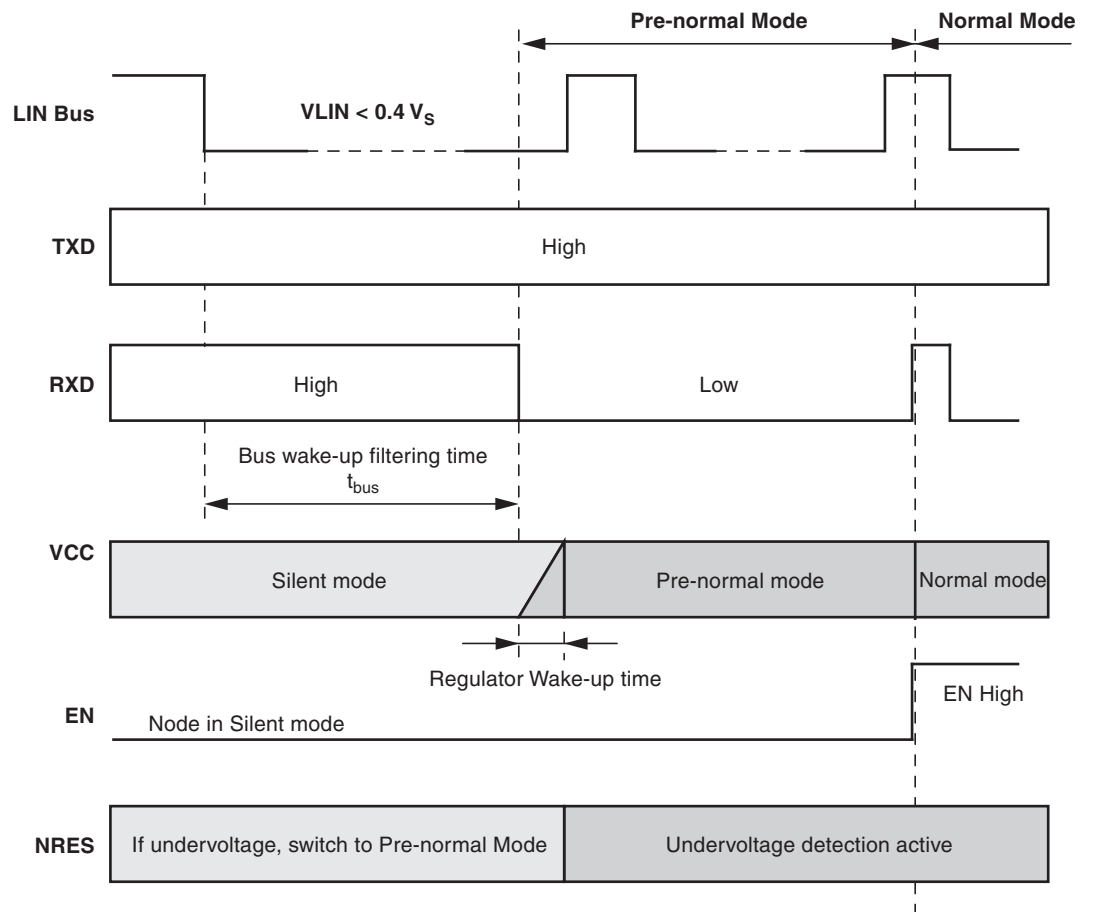 Pre-normal Mode
Normal Mode
LIN Bus
VLIN < 0.4 VS
TXD
High
RXD
High
Low
Bus wake-up filtering time
tbus
VCC
Silent mode
Pre-normal mode
Normal mode
Regulator Wake-up time
EN
Node in Silent mode
EN High
NRES
If undervoltage, switch to Pre-normal Mode
Undervoltage detection active